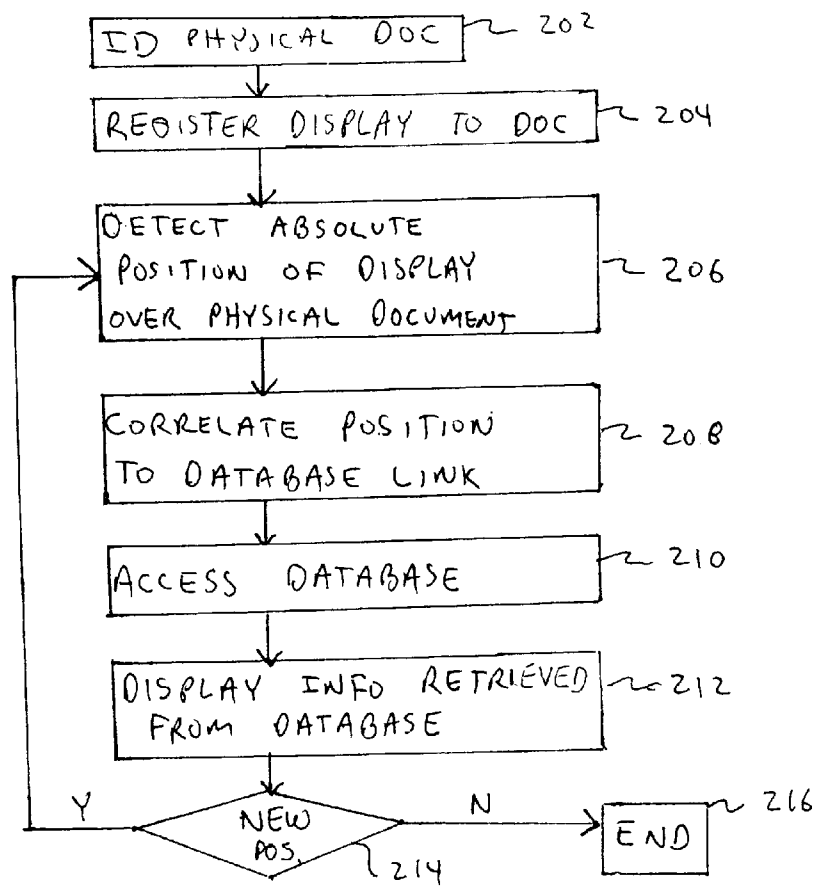 ID PHYSICAL DOC 202
REGISTER DISPLAY TO DOC 204
DETECT ABSOLUTE
POSITION OF DISPLAY 206
OVER PHYSICAL DOCUMENT
CORRELATE POSITION 208
TO DATABASE LINK
ACCESS DATABASE 210
DISPLAY INFO RETRIEVED 212
FROM DATABASE
Y NEW N 216
POS. END
214